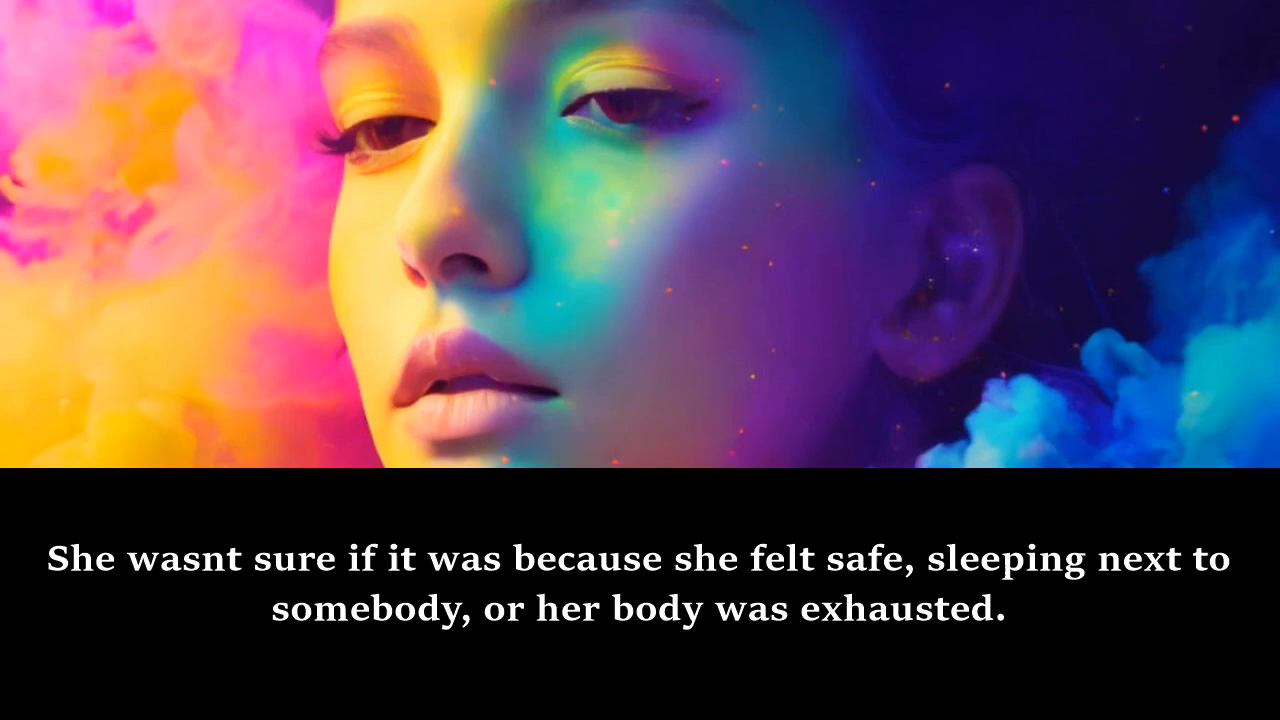 She wasnt sure if it was because she felt safe, sleeping next to
somebody, or her body was exhausted.